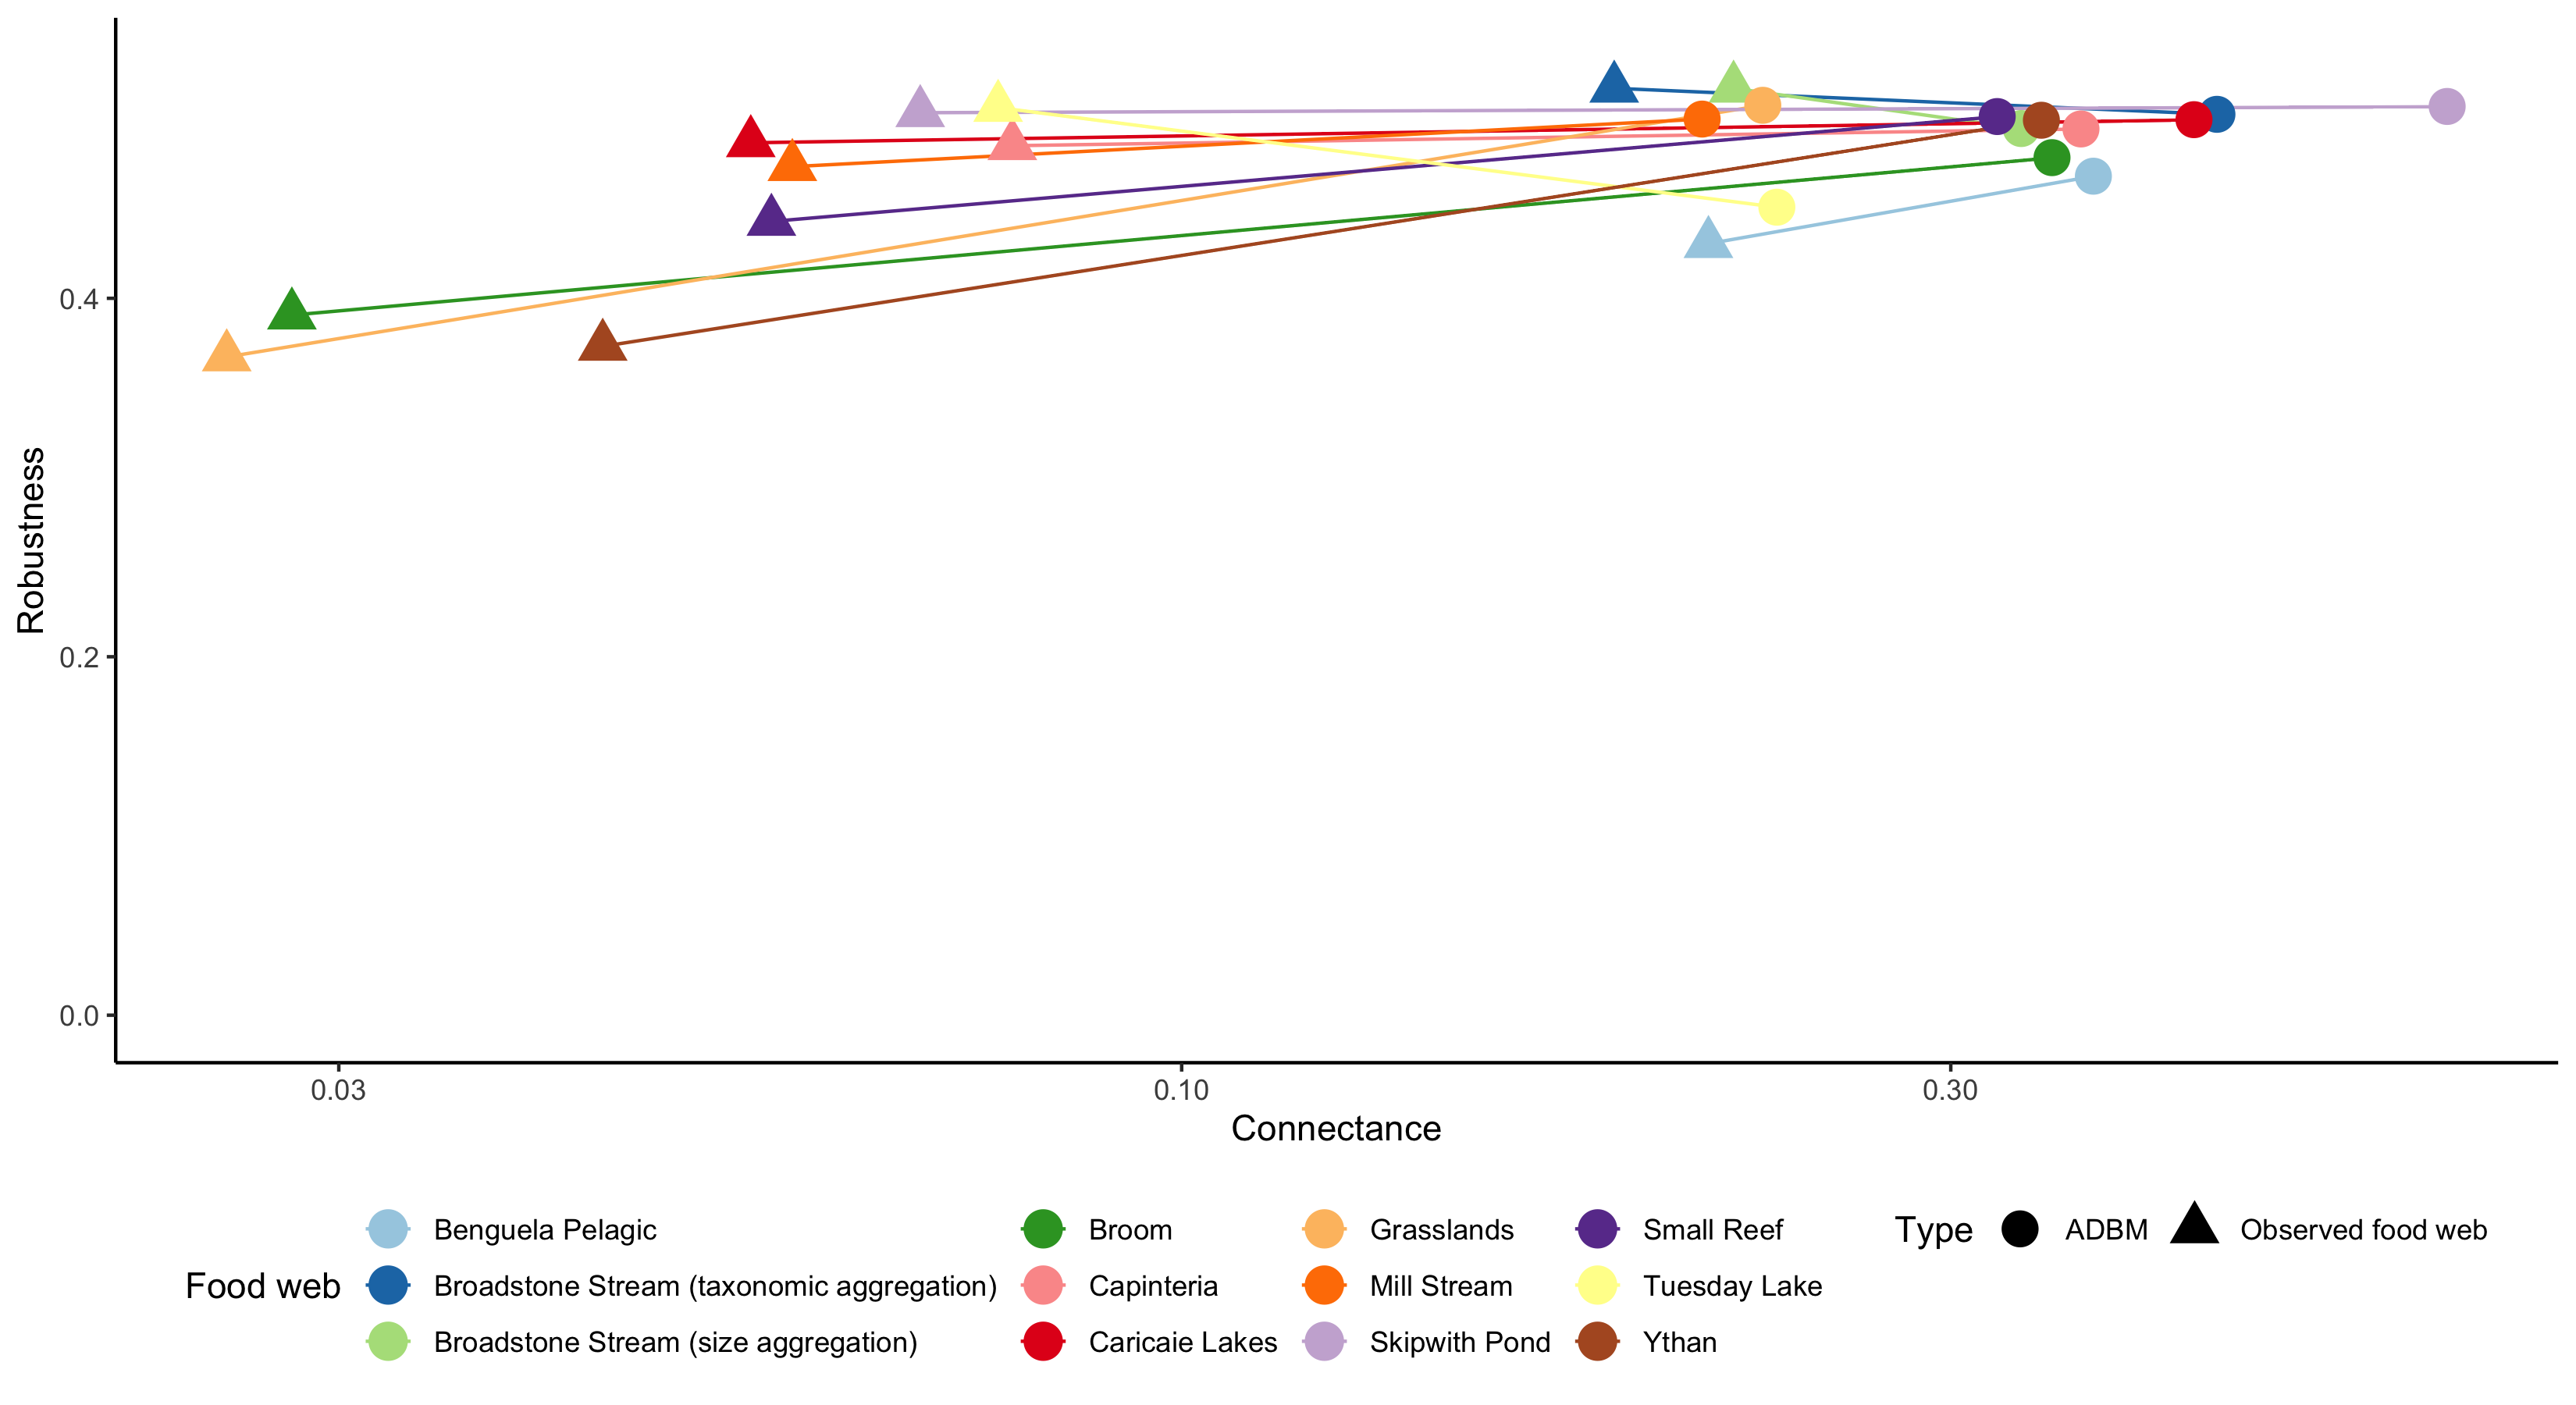 Robustness
0.4
0.2
0.0
0.03 0.10 0.30
Connectance
Food web
Benguela Pelagic
Broadstone Stream (taxonomic aggregation)
Broadstone Stream (size aggregation)
Broom
Capinteria
Caricaie Lakes
Grasslands
Mill Stream
Skipwith Pond
Small Reef
Tuesday Lake
Ythan
Type ADBM Observed food web